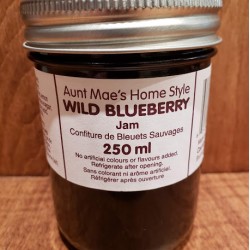 Aunt Mae's Home Style
WILD BLUEBERRY
Jam
Confiture de Bleuets Sauvages
250 ml
No artificial colours or flavours added.
Refrigerate after opening.
Sans colorant ni arôme artificial.
Réfrigérer après ouverture